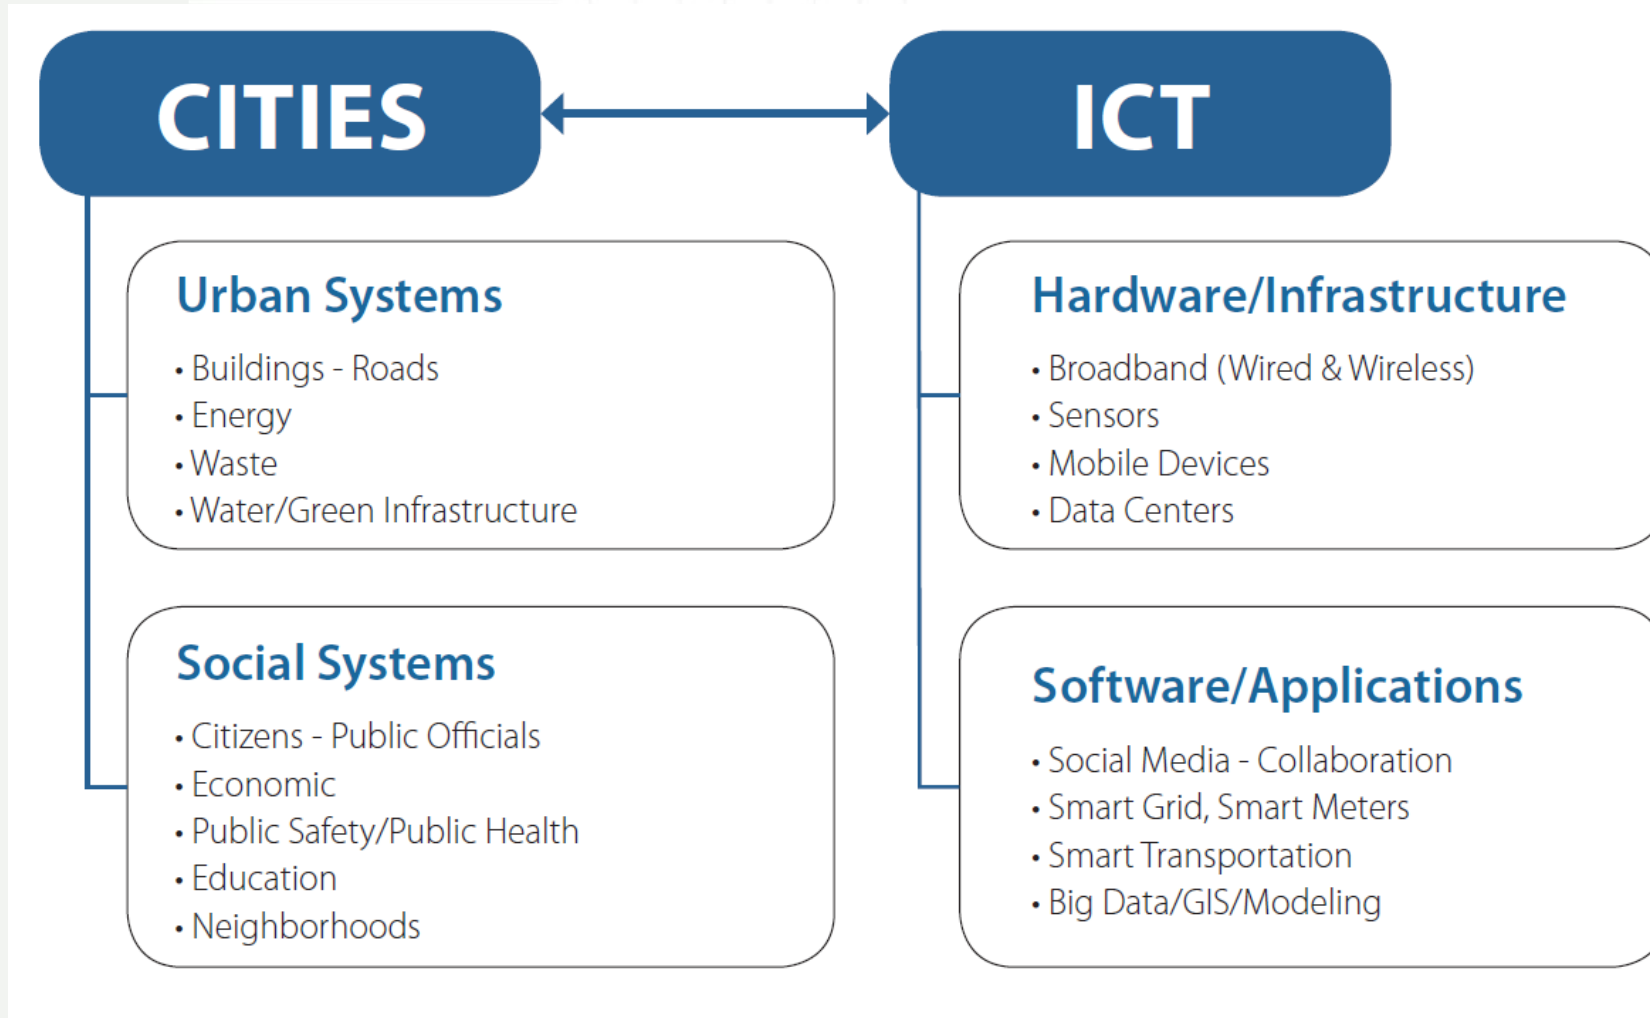 CITIES
ICT
Urban Systems
• Buildings - Roads
• Energy
• Waste
• Water/Green Infrastructure
Social Systems
• Citizens - Public Officials
• Economic
• Public Safety/Public Health
• Education
• Neighborhoods
Hardware/Infrastructure
• Broadband (Wired & Wireless)
• Sensors
• Mobile Devices
• Data Centers
Software/Applications
• Social Media - Collaboration
• Smart Grid, Smart Meters
• Smart Transportation
• Big Data/GIS/Modeling